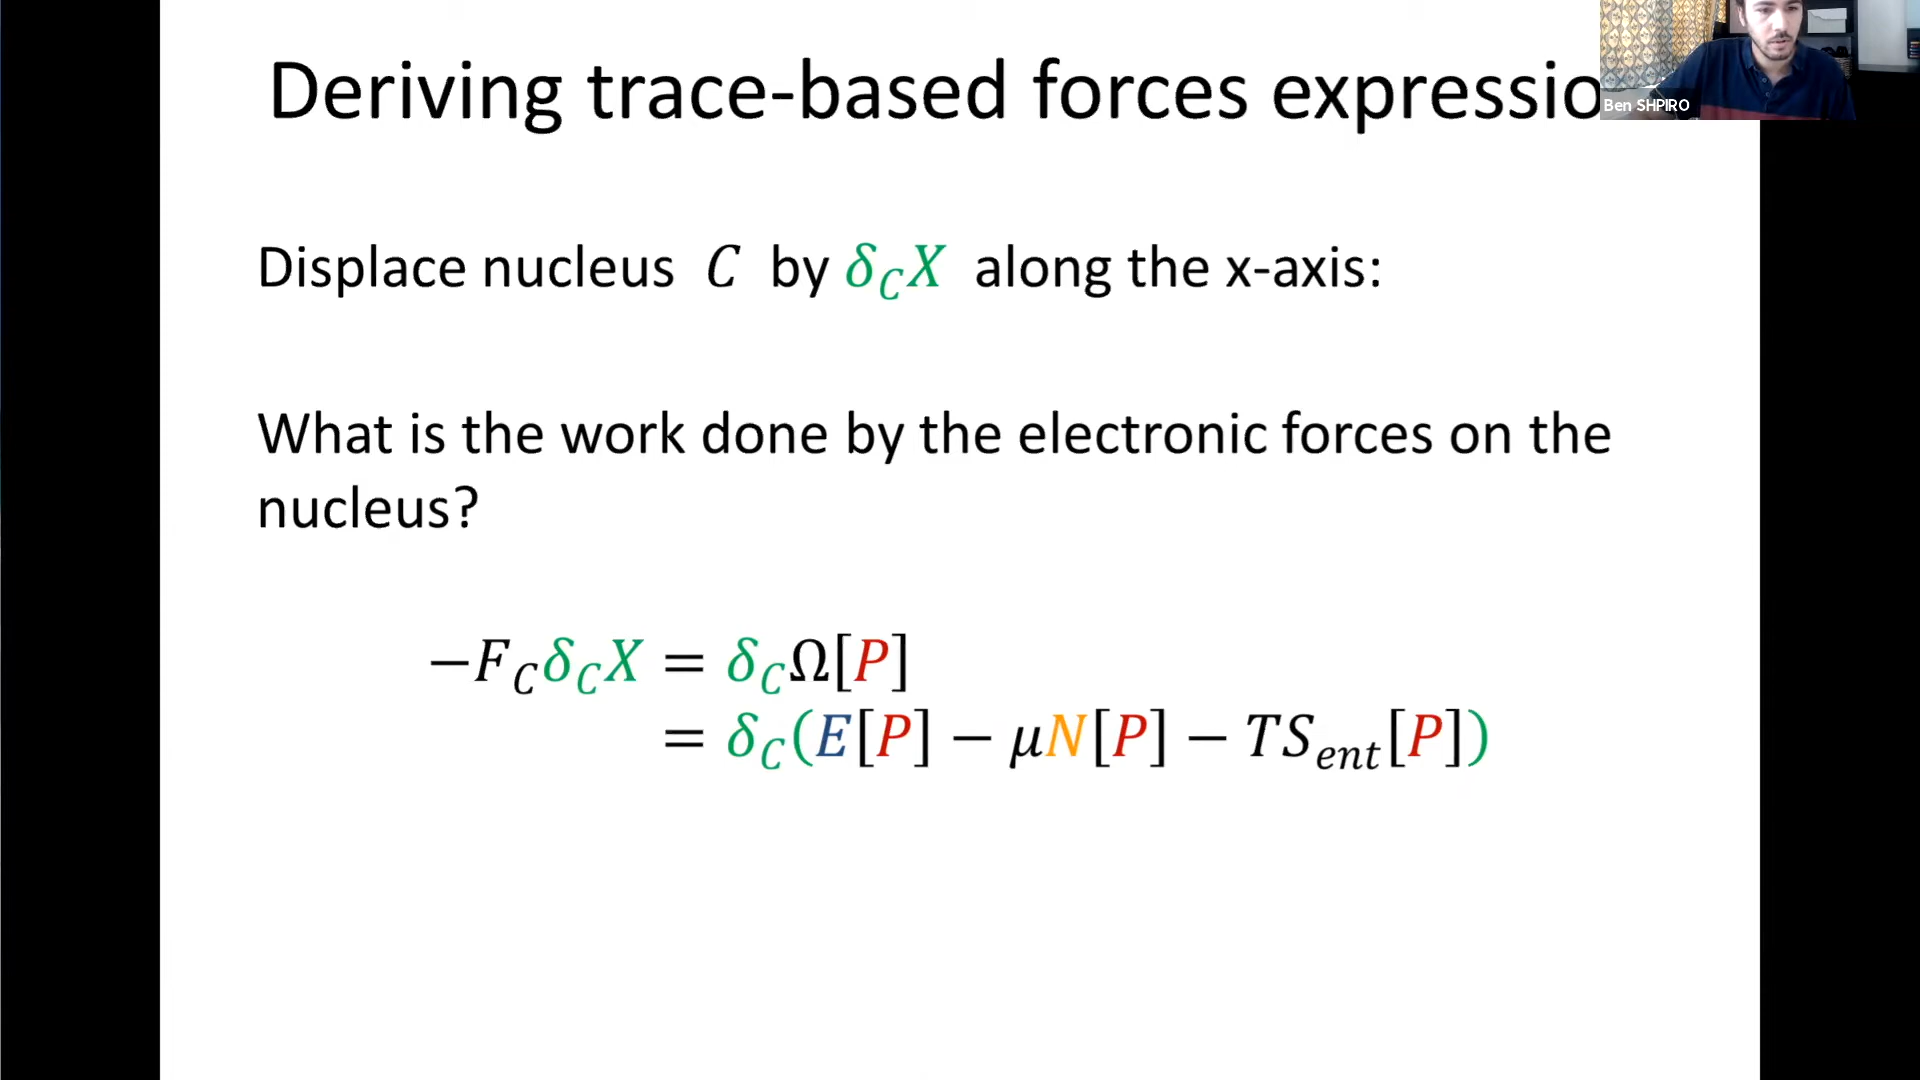 Deriving trace-based forces expressio
Ben SHPIRO
Displace nucleus C by δ_C X along the x-axis:
What is the work done by the electronic forces on the
nucleus?
−F_C δ_C X = δ_C Ω[P]
= δ_C (E[P] − μN[P] − TS_ent[P])